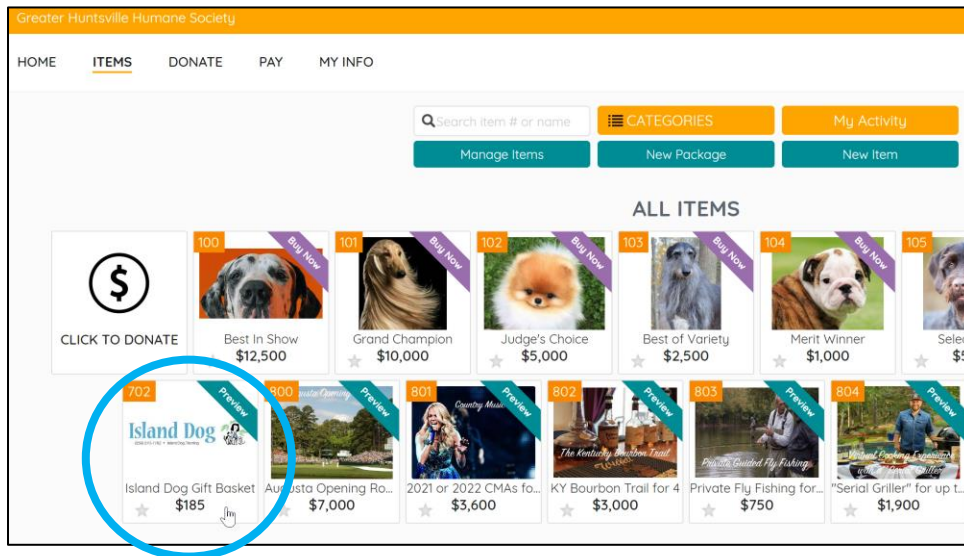 Greater Huntsville Humane Society
HOME ITEMS DONATE PAY MY INFO
Search item # or name CATEGORIES My Activity
Manage Items New Package New Item
ALL ITEMS
100 Buy Now 101 Buy Now 102 Buy Now 103 Buy Now 104 Buy Now 105
$
CLICK TO DONATE Best In Show Grand Champion Judge's Choice Best of Variety Merit Winner Selec
$12,500 $10,000 $5,000 $2,500 $1,000
702 Preview 800 Augusta Opening Preview 801 Preview 802 Preview 803 Preview 804 Preview
Country Music
Island Dog
The Kentucky Bourbon Trail Private Guided Fly Fishing Virtual Cooking Experience
Island Dog Gift Basket Augusta Opening Ro... 2021 or 2022 CMAs fo... KY Bourbon Trail for 4 Private Fly Fishing for... "Serial Griller" for up t...
$185 $7,000 $3,600 $3,000 $750 $1,900